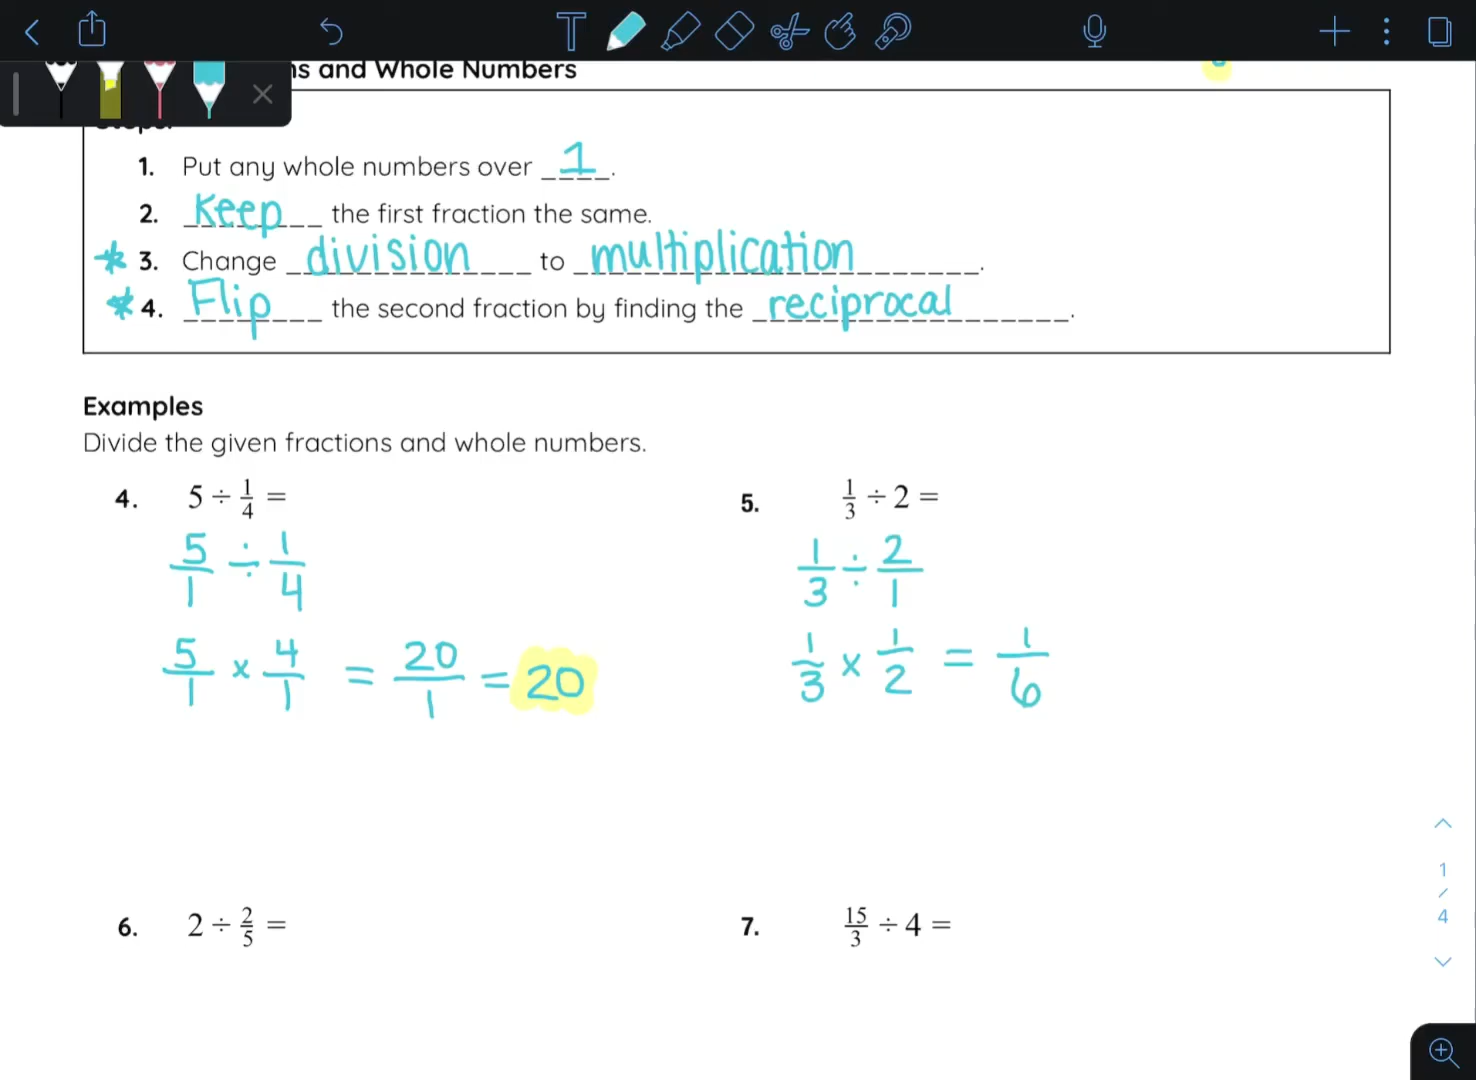 ns and Whole Numbers
Steps:
1. Put any whole numbers over 1.
2. Keep the first fraction the same.
* 3. Change division to multiplication.
* 4. Flip the second fraction by finding the reciprocal.
Examples
Divide the given fractions and whole numbers.
4. 5 ÷ 1/4 =
5/1 ÷ 1/4
5/1 × 4/1 = 20/1 = 20
5. 1/3 ÷ 2 =
1/3 ÷ 2/1
1/3 × 1/2 = 1/6
6. 2 ÷ 2/5 =
7. 15/3 ÷ 4 =
1
/
4